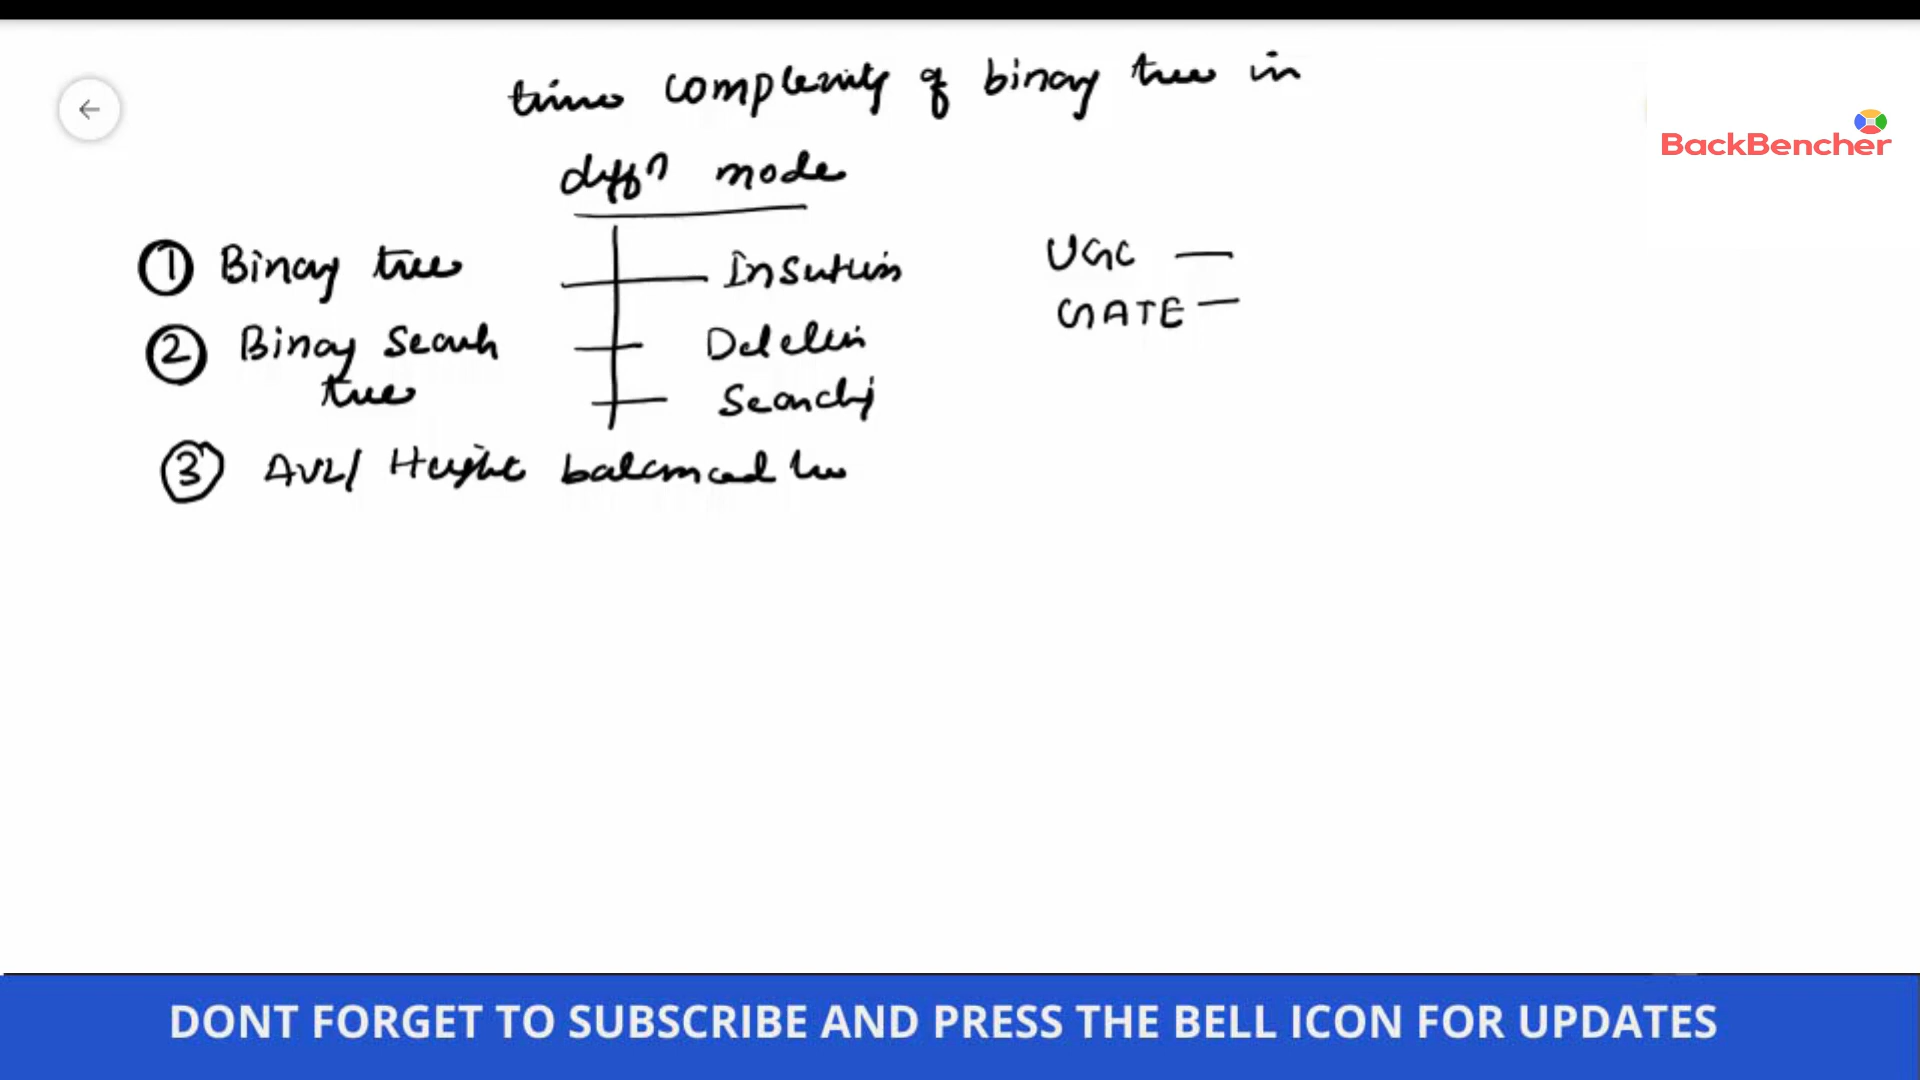 time complexity of binary tree in
diffn mode
BackBencher
① Binary tree
Insertion
UGC —
GATE —
② Binary Search
tree
Deletion
Searching
③ AVL/ Height balanced tree
DONT FORGET TO SUBSCRIBE AND PRESS THE BELL ICON FOR UPDATES